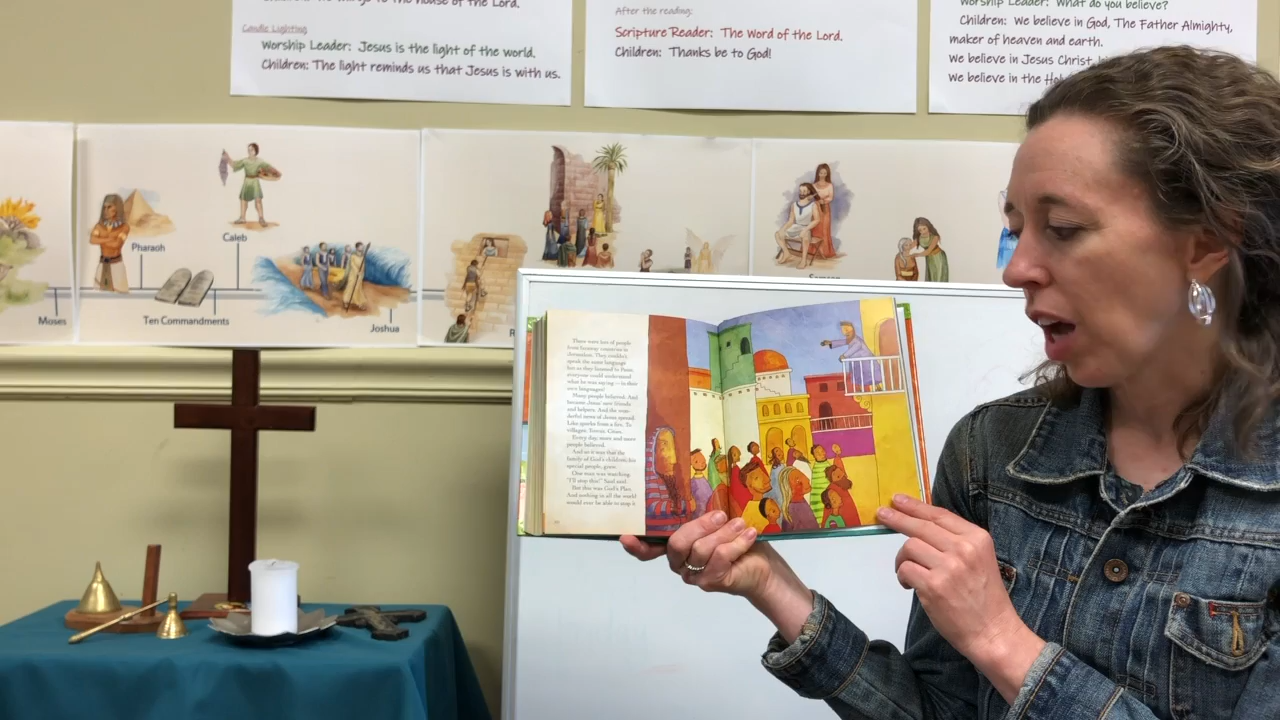 to the House of the Lord.
Candle Lighting
Worship Leader: Jesus is the light of the world.
Children: The light reminds us that Jesus is with us.
After the reading:
Scripture Reader: The Word of the Lord.
Children: Thanks be to God!
Worship Leader: What do you believe?
Children: We believe in God, The Father Almighty,
maker of heaven and earth.
We believe in Jesus Christ,
We believe in the
Moses
Pharaoh
Caleb
Ten Commandments
Joshua
There were lots of people
from faraway countries in
Jerusalem. They couldn't
speak the same language
but as they listened to Peter,
everyone could understand
what he was saying — in their
own languages!
Many people believed. And
became Jesus' new friends
and helpers. And the won-
derful news of Jesus spread.
Like sparks from a fire. To
villages. Towns. Cities.
Every day, more and more
people believed.
And so it was that the
family of God's children, his
special people, grew.
One man was watching.
"I'll stop this!" Saul said.
But this was God's Plan.
And nothing in all the world
would ever be able to stop it